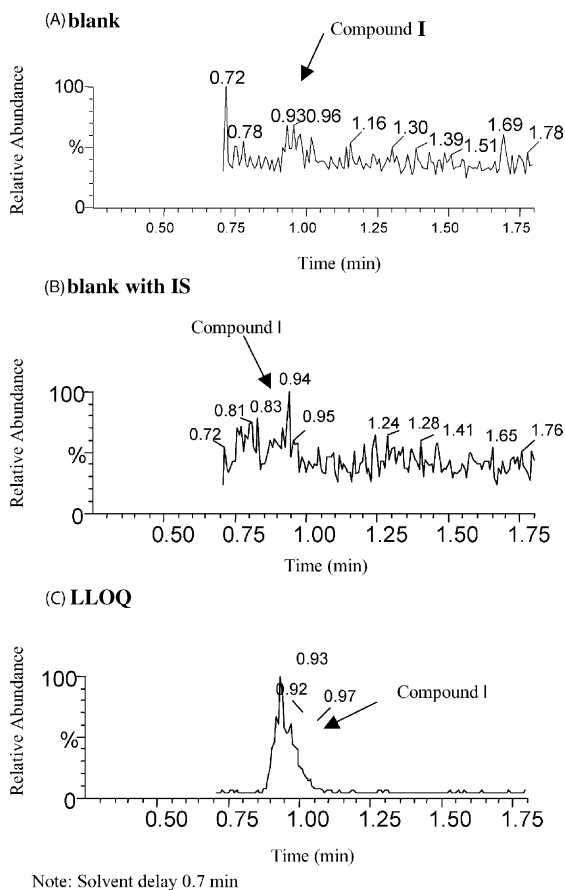 (A) blank
Compound I
Relative Abundance
100
%
0
0.72
0.78
0.93 0.96
1.16
1.30
1.39
1.51
1.69
1.78
0.50 0.75 1.00 1.25 1.50 1.75
Time (min)
(B) blank with IS
Compound I
Relative Abundance
100
%
0
0.72
0.81
0.83
0.94
0.95
1.24
1.28
1.41
1.65
1.76
0.50 0.75 1.00 1.25 1.50 1.75
Time (min)
(C) LLOQ
Relative Abundance
100
%
0
0.93
0.92
0.97
Compound I
0.50 0.75 1.00 1.25 1.50 1.75
Time (min)
Note: Solvent delay 0.7 min